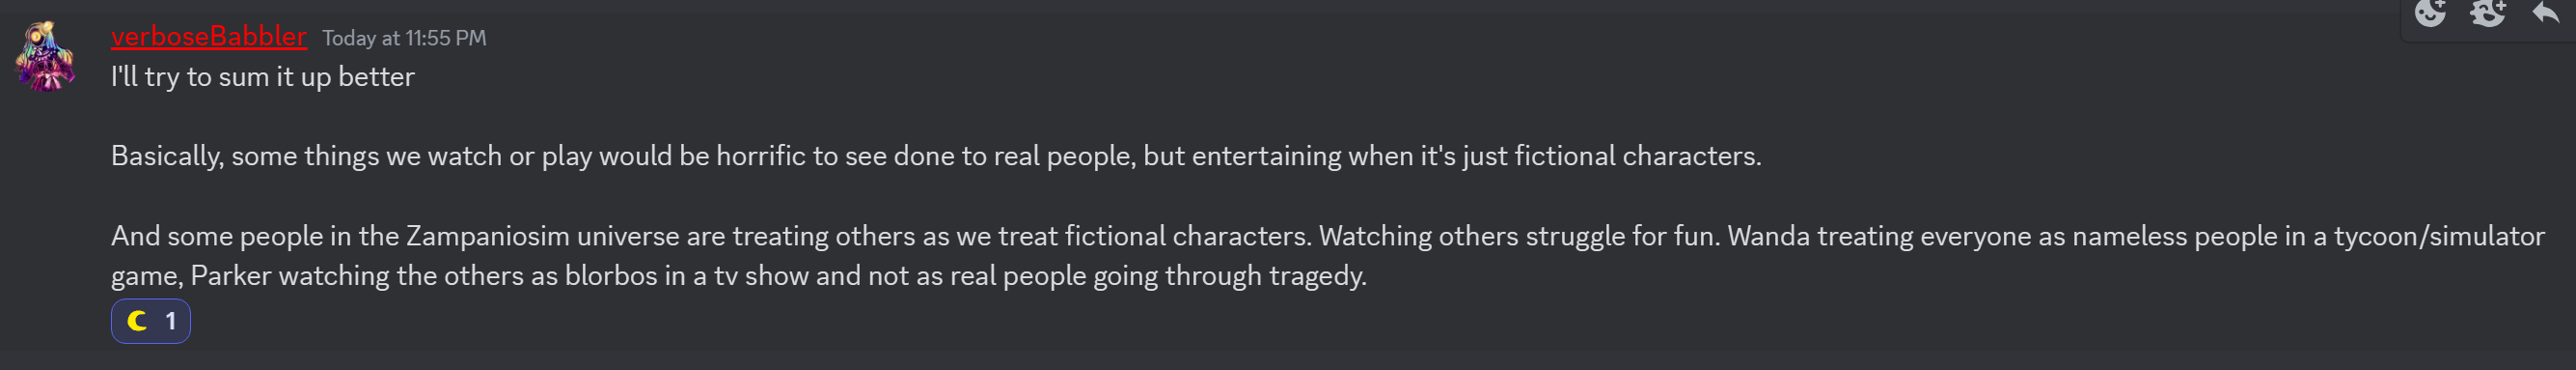 verboseBabbler Today at 11:55 PM
I'll try to sum it up better
Basically, some things we watch or play would be horrific to see done to real people, but entertaining when it's just fictional characters.
And some people in the Zampaniosim universe are treating others as we treat fictional characters. Watching others struggle for fun. Wanda treating everyone as nameless people in a tycoon/simulator
game, Parker watching the others as blorbos in a tv show and not as real people going through tragedy.
1